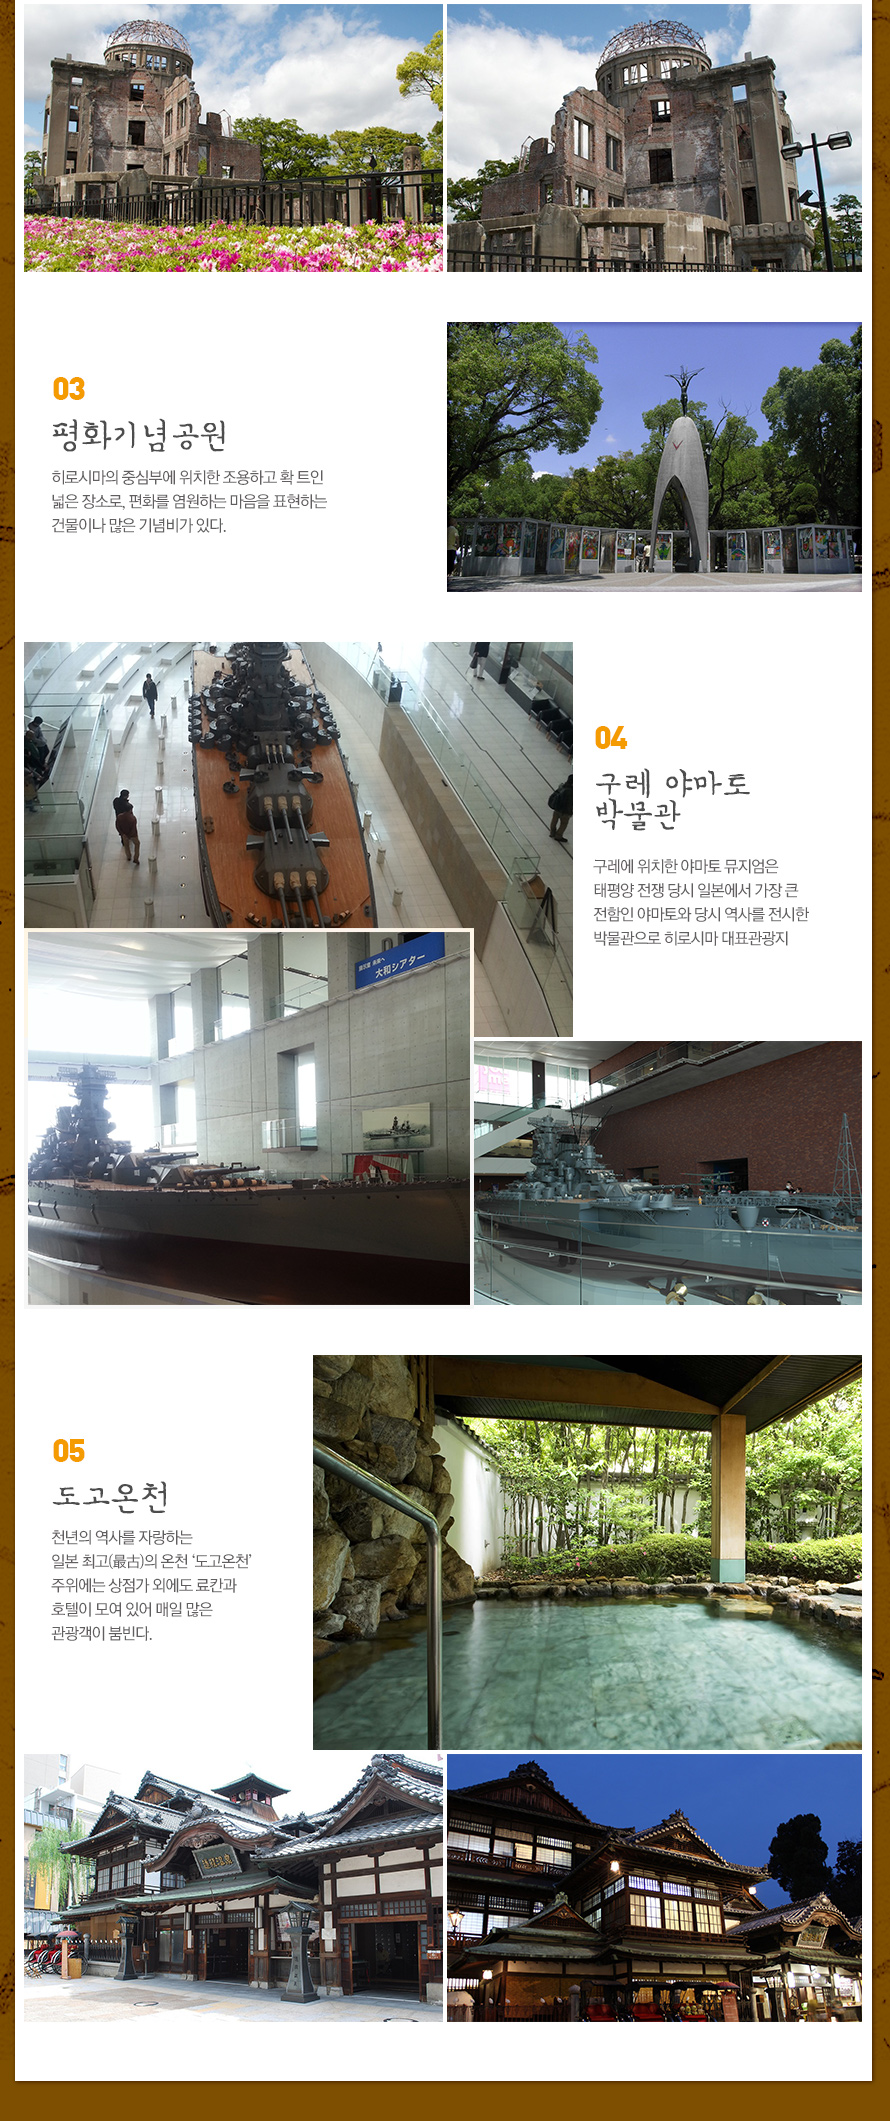 03
평화기념공원
히로시마의 중심부에 위치한 조용하고 확 트인
넓은 장소로, 편화를 염원하는 마음을 표현하는
건물이나 많은 기념비가 있다.
04
구레 야마토
박물관
구레에 위치한 야마토 뮤지엄은
태평양 전쟁 당시 일본에서 가장 큰
전함인 야마토와 당시 역사를 전시한
박물관으로 히로시마 대표관광지
大和シアター
05
도고온천
천년의 역사를 자랑하는
일본 최고(最古)의 온천 ‘도고온천’
주위에는 상점가 외에도 료칸과
호텔이 모여 있어 매일 많은
관광객이 붐빈다.